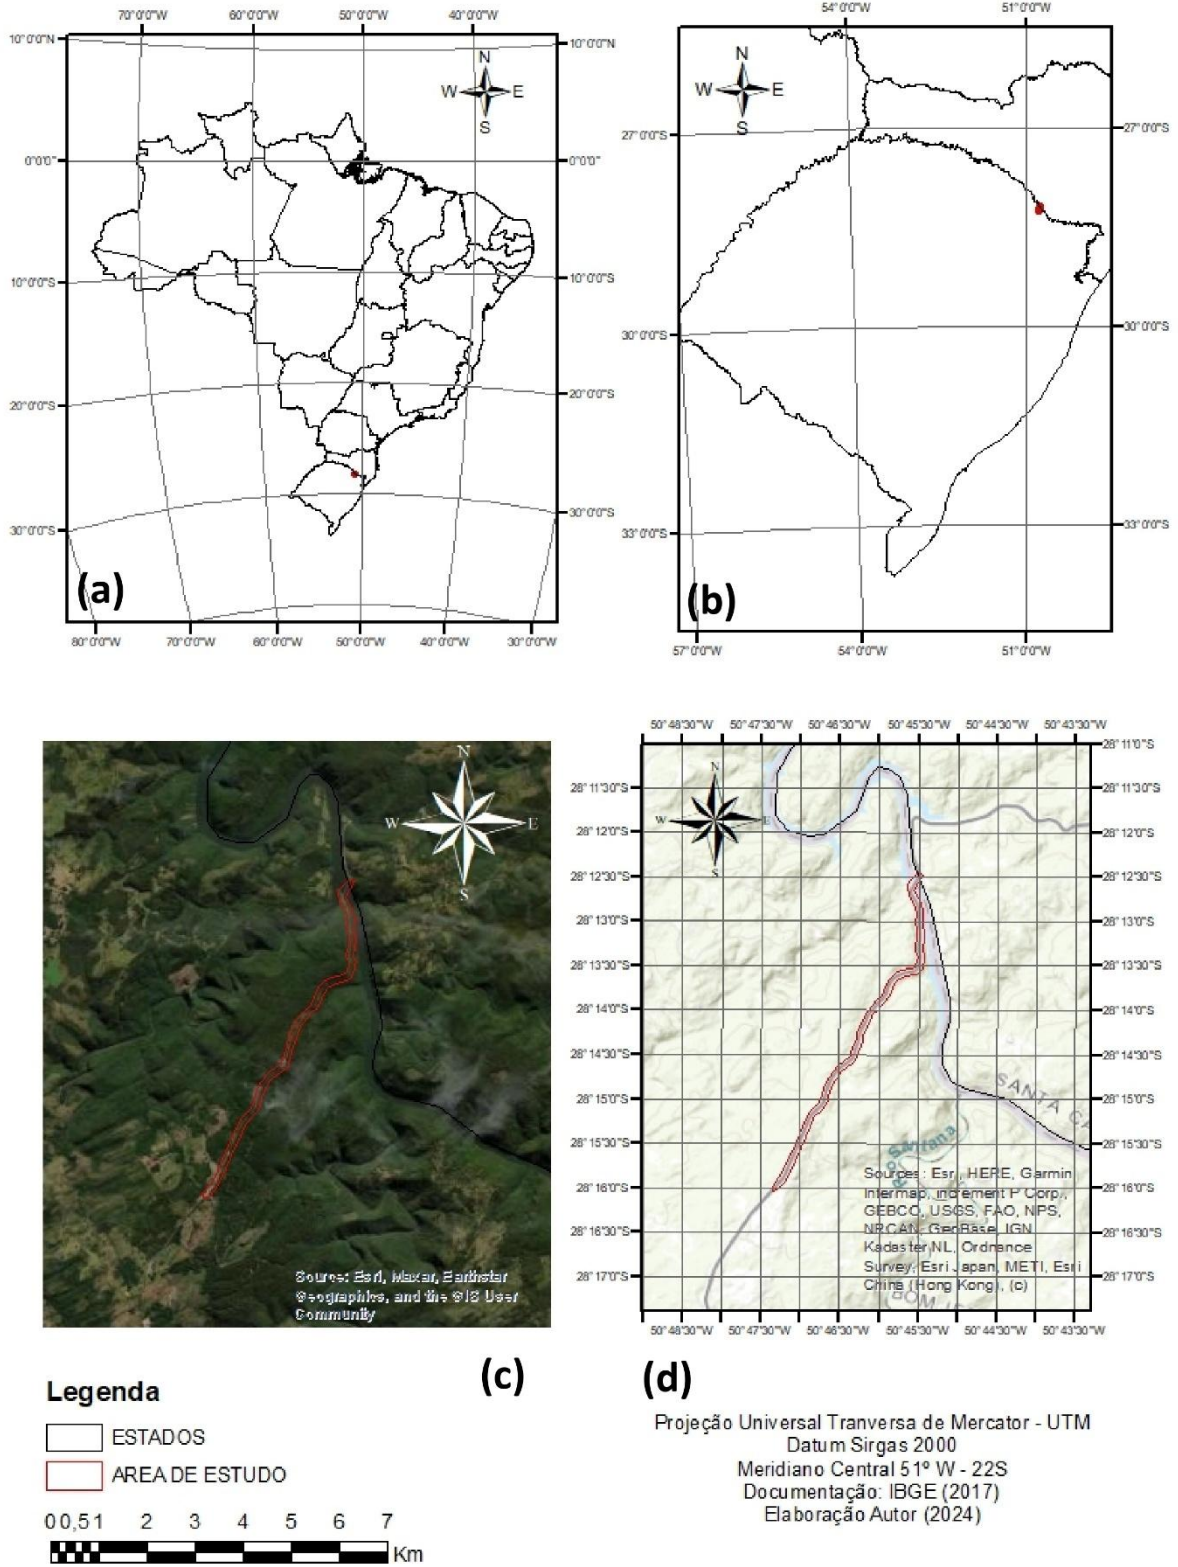 70°0'0"W 60°0'0"W 50°0'0"W 40°0'0"W
10°0'0"N 10°0'0"N
N
W E
S
0°0'0" 0°0'0"
10°0'0"S 10°0'0"S
20°0'0"S 20°0'0"S
30°0'0"S 30°0'0"S
(a)
80°0'0"W 70°0'0"W 60°0'0"W 50°0'0"W 40°0'0"W 30°0'0"W
54°0'0"W 51°0'0"W
N
W E
S
27°0'0"S 27°0'0"S
30°0'0"S 30°0'0"S
33°0'0"S 33°0'0"S
(b)
57°0'0"W 54°0'0"W 51°0'0"W
N
W E
S
Source: Esri, Maxar, Earthstar
Geographics, and the GIS User
Community
(c)
50°48'30"W 50°47'30"W 50°46'30"W 50°45'30"W 50°44'30"W 50°43'30"W
28°11'0"S
28°11'30"S 28°11'30"S
N
W E
S
28°12'0"S 28°12'0"S
28°12'30"S 28°12'30"S
28°13'0"S 28°13'0"S
28°13'30"S 28°13'30"S
28°14'0"S 28°14'0"S
28°14'30"S 28°14'30"S
28°15'0"S 28°15'0"S
28°15'30"S 28°15'30"S
28°16'0"S 28°16'0"S
28°16'30"S 28°16'30"S
28°17'0"S 28°17'0"S
SANTA CA
Sources: Esri, HERE, Garmin
Intermap, increment P Corp.,
GEBCO, USGS, FAO, NPS,
NRCAN, GeoBase, IGN
Kadaster NL, Ordnance
Survey, Esri Japan, METI, Esri
China (Hong Kong), (c)
50°48'30"W 50°47'30"W 50°46'30"W 50°45'30"W 50°44'30"W 50°43'30"W
(d)
Legenda
ESTADOS
AREA DE ESTUDO
0 0,5 1 2 3 4 5 6 7
Km
Projeção Universal Tranversa de Mercator - UTM
Datum Sirgas 2000
Meridiano Central 51º W - 22S
Documentação: IBGE (2017)
Elaboração Autor (2024)